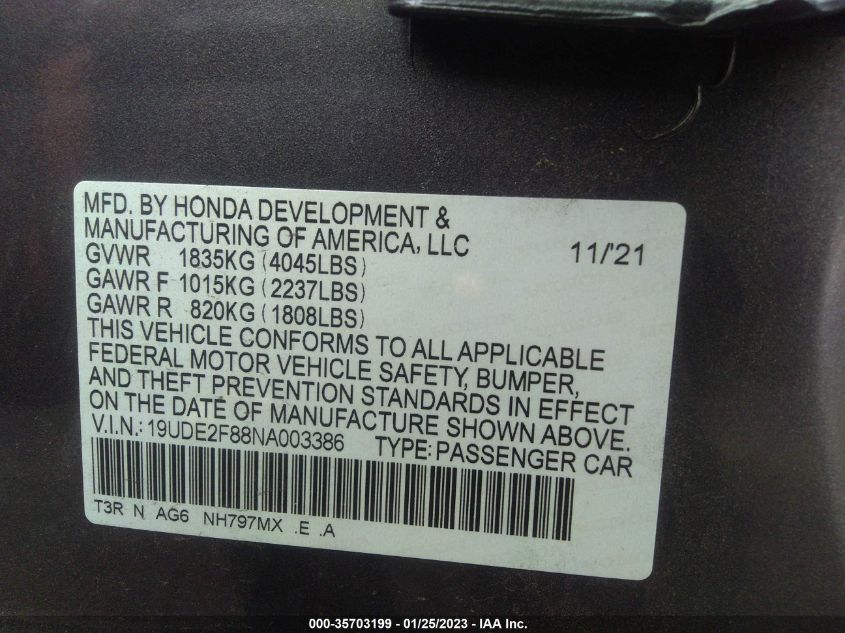 MFD. BY HONDA DEVELOPMENT &
MANUFACTURING OF AMERICA, LLC 11/'21
GVWR 1835KG (4045LBS)
GAWR F 1015KG (2237LBS)
GAWR R 820KG (1808LBS)
THIS VEHICLE CONFORMS TO ALL APPLICABLE
FEDERAL MOTOR VEHICLE SAFETY, BUMPER,
AND THEFT PREVENTION STANDARDS IN EFFECT
ON THE DATE OF MANUFACTURE SHOWN ABOVE.
V.I.N.: 19UDE2F88NA003386 TYPE: PASSENGER CAR
T3R N AG6 NH797MX .E .A
000-35703199 — 01/25/2023 — IAA Inc.